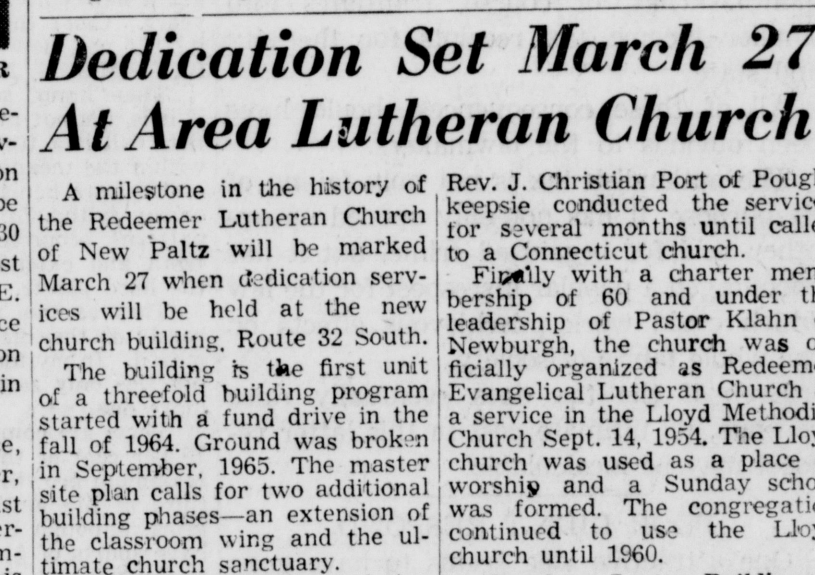 Dedication Set March 27
At Area Lutheran Church
A milestone in the history of
the Redeemer Lutheran Church
of New Paltz will be marked
March 27 when dedication serv-
ices will be held at the new
church building, Route 32 South.
The building is the first unit
of a threefold building program
started with a fund drive in the
fall of 1964. Ground was broken
in September, 1965. The master
site plan calls for two additional
building phases—an extension of
the classroom wing and the ul-
timate church sanctuary.
Rev. J. Christian Port of Pough
keepsie conducted the servic
for several months until calle
to a Connecticut church.
Finally with a charter mem
bership of 60 and under th
leadership of Pastor Klahn
Newburgh, the church was o
ficially organized as Redeem
Evangelical Lutheran Church
a service in the Lloyd Methodi
Church Sept. 14, 1954. The Llo
church was used as a place
worship and a Sunday scho
was formed. The congregati
continued to use the Llo
church until 1960.